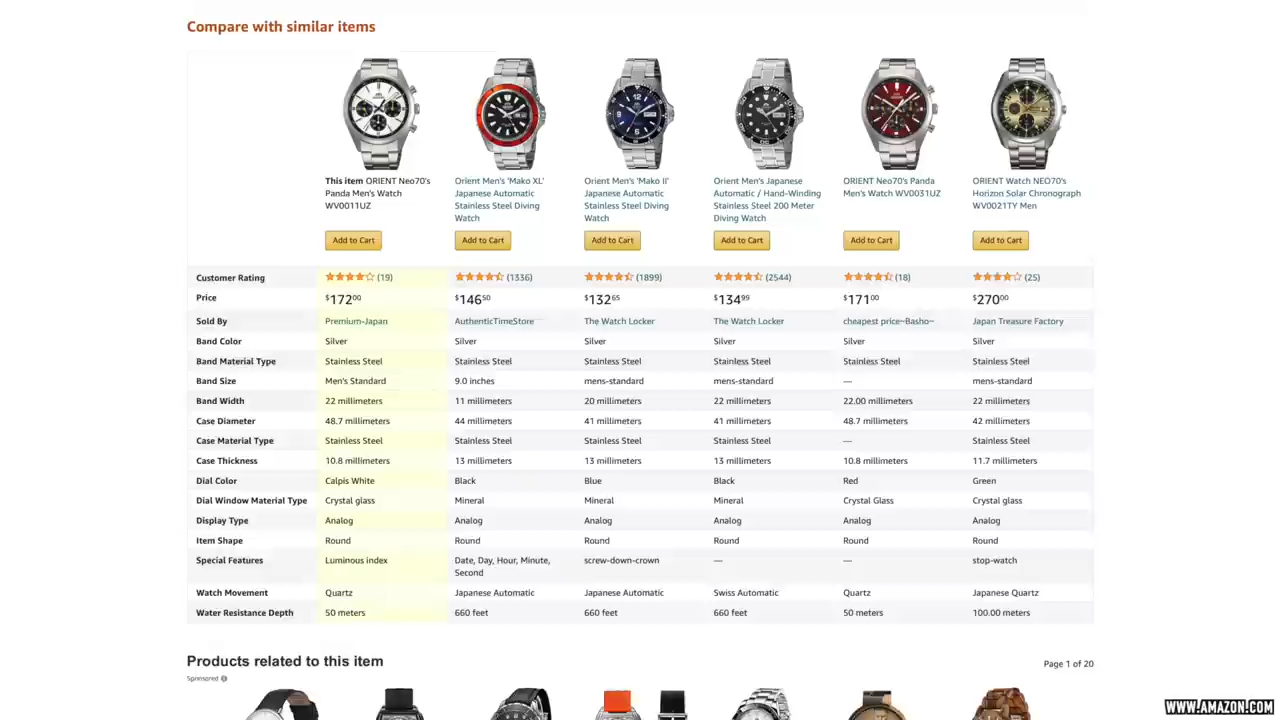 Compare with similar items
This item ORIENT Neo70's
Panda Men's Watch
WV0011UZ
Orient Men's 'Mako XL'
Japanese Automatic
Stainless Steel Diving
Watch
Orient Men's 'Mako II'
Japanese Automatic
Stainless Steel Diving
Watch
Orient Men's Japanese
Automatic / Hand-Winding
Stainless Steel 200 Meter
Diving Watch
ORIENT Neo70's Panda
Men's Watch WV0031UZ
ORIENT Watch NEO70's
Horizon Solar Chronograph
WV0021TY Men
Add to Cart Add to Cart Add to Cart Add to Cart Add to Cart Add to Cart
Customer Rating (19) (1336) (1899) (2544) (18) (25)
Price $17200 $14650 $13265 $13499 $17100 $27000
Sold By Premium-Japan AuthenticTimeStore The Watch Locker The Watch Locker cheapest price~Basho~ Japan Treasure Factory
Band Color Silver Silver Silver Silver Silver Silver
Band Material Type Stainless Steel Stainless Steel Stainless Steel Stainless Steel Stainless Steel Stainless Steel
Band Size Men's Standard 9.0 inches mens-standard mens-standard — mens-standard
Band Width 22 millimeters 11 millimeters 20 millimeters 22 millimeters 22.00 millimeters 22 millimeters
Case Diameter 48.7 millimeters 44 millimeters 41 millimeters 41 millimeters 48.7 millimeters 42 millimeters
Case Material Type Stainless Steel Stainless Steel Stainless Steel Stainless Steel — Stainless Steel
Case Thickness 10.8 millimeters 13 millimeters 13 millimeters 13 millimeters 10.8 millimeters 11.7 millimeters
Dial Color Calpis White Black Blue Black Red Green
Dial Window Material Type Crystal glass Mineral Mineral Mineral Crystal Glass Crystal glass
Display Type Analog Analog Analog Analog Analog Analog
Item Shape Round Round Round Round Round Round
Special Features Luminous index Date, Day, Hour, Minute, screw-down-crown — — stop-watch
Second
Watch Movement Quartz Japanese Automatic Japanese Automatic Swiss Automatic Quartz Japanese Quartz
Water Resistance Depth 50 meters 660 feet 660 feet 660 feet 50 meters 100.00 meters
Products related to this item Page 1 of 20
Sponsored
WWW.AMAZON.COM